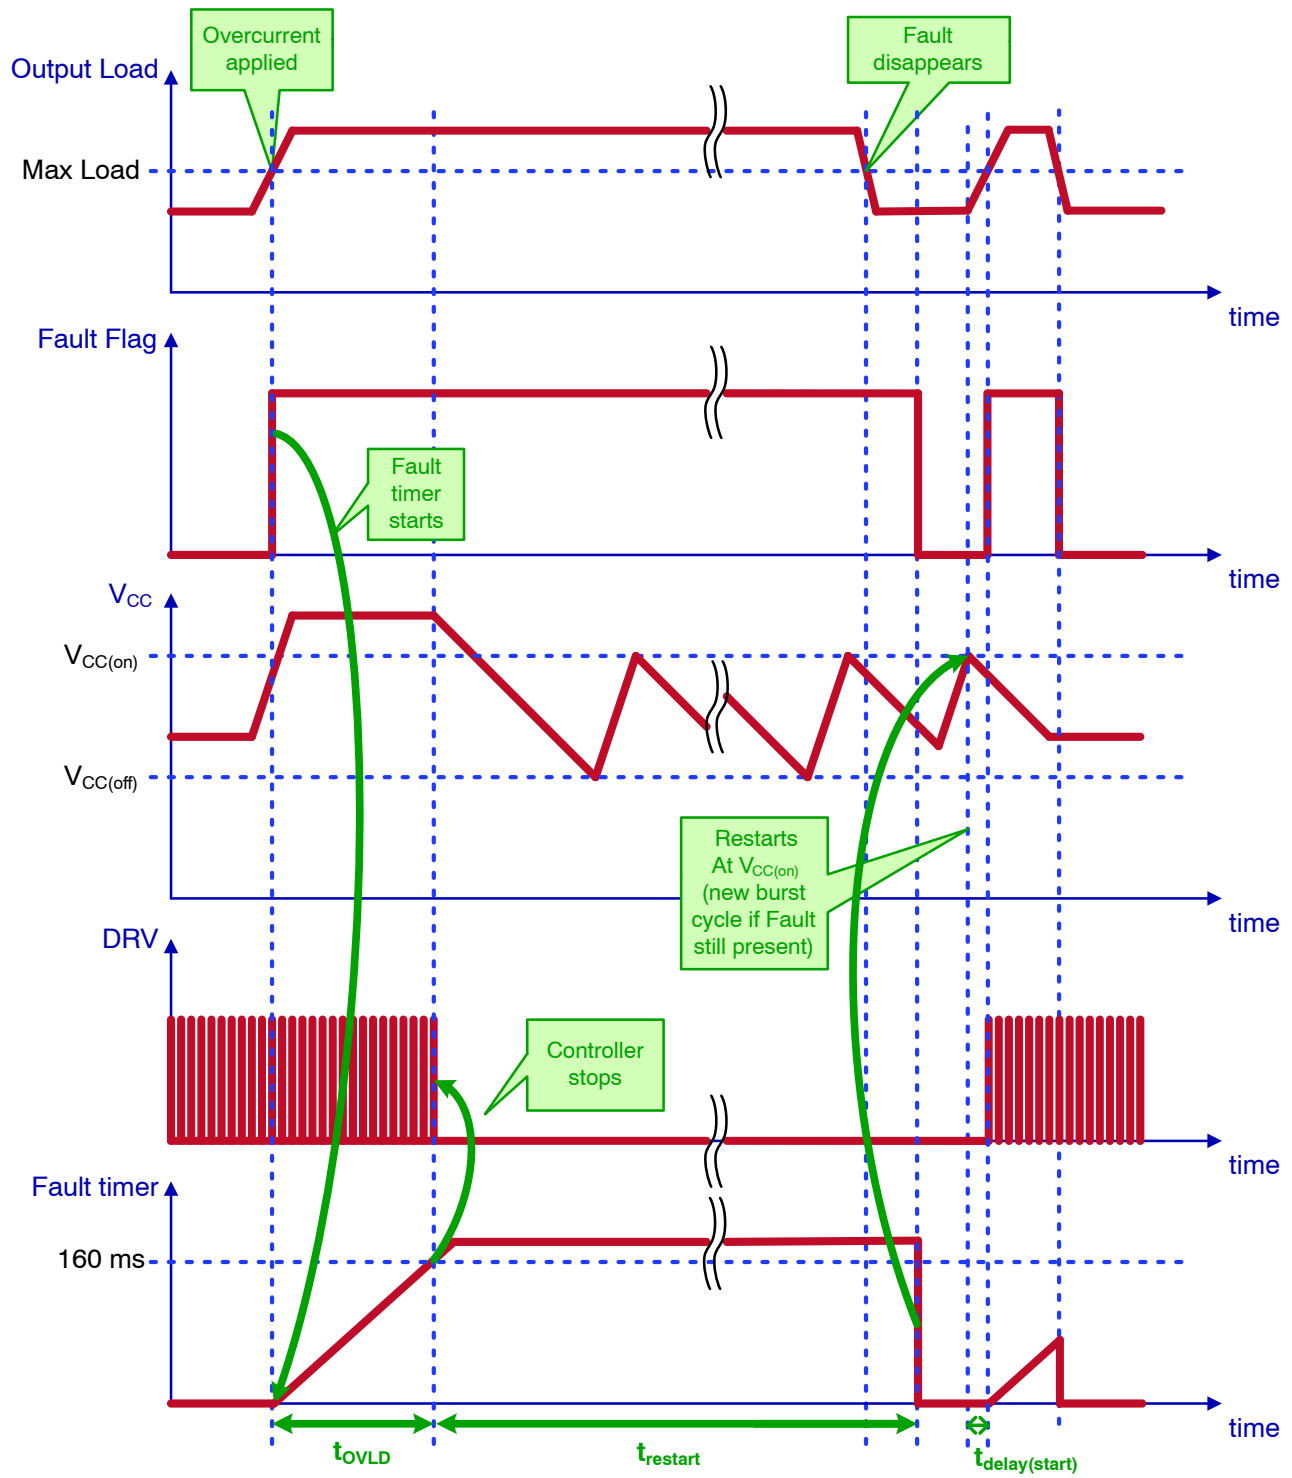 Overcurrent
applied
Fault
disappears
Output Load
Max Load
time
Fault Flag
Fault
timer
starts
time
VCC
VCC(on)
VCC(off)
Restarts
At VCC(on)
(new burst
cycle if Fault
still present)
time
DRV
Controller
stops
time
Fault timer
160 ms
time
tOVLD
trestart
tdelay(start)